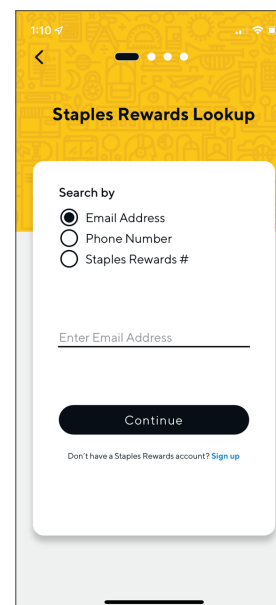 1:10
Staples Rewards Lookup
Search by
Email Address
Phone Number
Staples Rewards #
Enter Email Address
Continue
Don't have a Staples Rewards account? Sign up